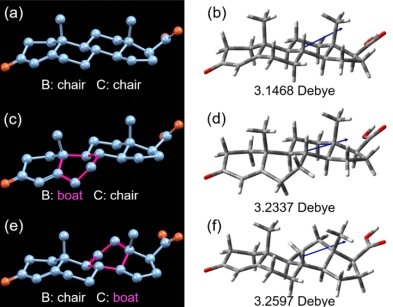 (a)
(b)
B: chair C: chair
3.1468 Debye
(c)
(d)
B: boat C: chair
3.2337 Debye
(e)
(f)
B: chair C: boat
3.2597 Debye